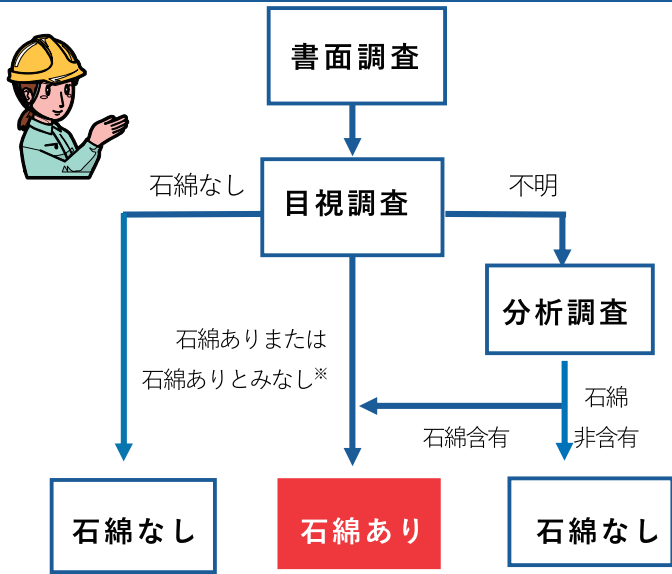 書面調査
石綿なし
目視調査
不明
分析調査
石綿ありまたは
石綿ありとみなし※
石綿
石綿含有
非含有
石綿なし
石綿あり
石綿なし